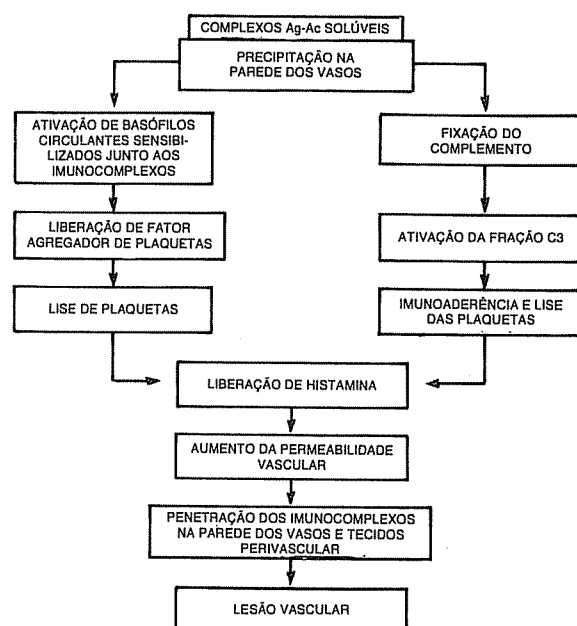 COMPLEXOS Ag-Ac SOLÚVEIS
PRECIPITAÇÃO NA
PAREDE DOS VASOS
ATIVAÇÃO DE BASÓFILOS
CIRCULANTES SENSIBI-
LIZADOS JUNTO AOS
IMUNOCOMPLEXOS
LIBERAÇÃO DE FATOR
AGREGADOR DE PLAQUETAS
LISE DE PLAQUETAS
FIXAÇÃO DO
COMPLEMENTO
ATIVAÇÃO DA FRAÇÃO C3
IMUNOADERÊNCIA E LISE
DAS PLAQUETAS
LIBERAÇÃO DE HISTAMINA
AUMENTO DA PERMEABILIDADE
VASCULAR
PENETRAÇÃO DOS IMUNOCOMPLEXOS
NA PAREDE DOS VASOS E TECIDOS
PERIVASCULAR
LESÃO VASCULAR